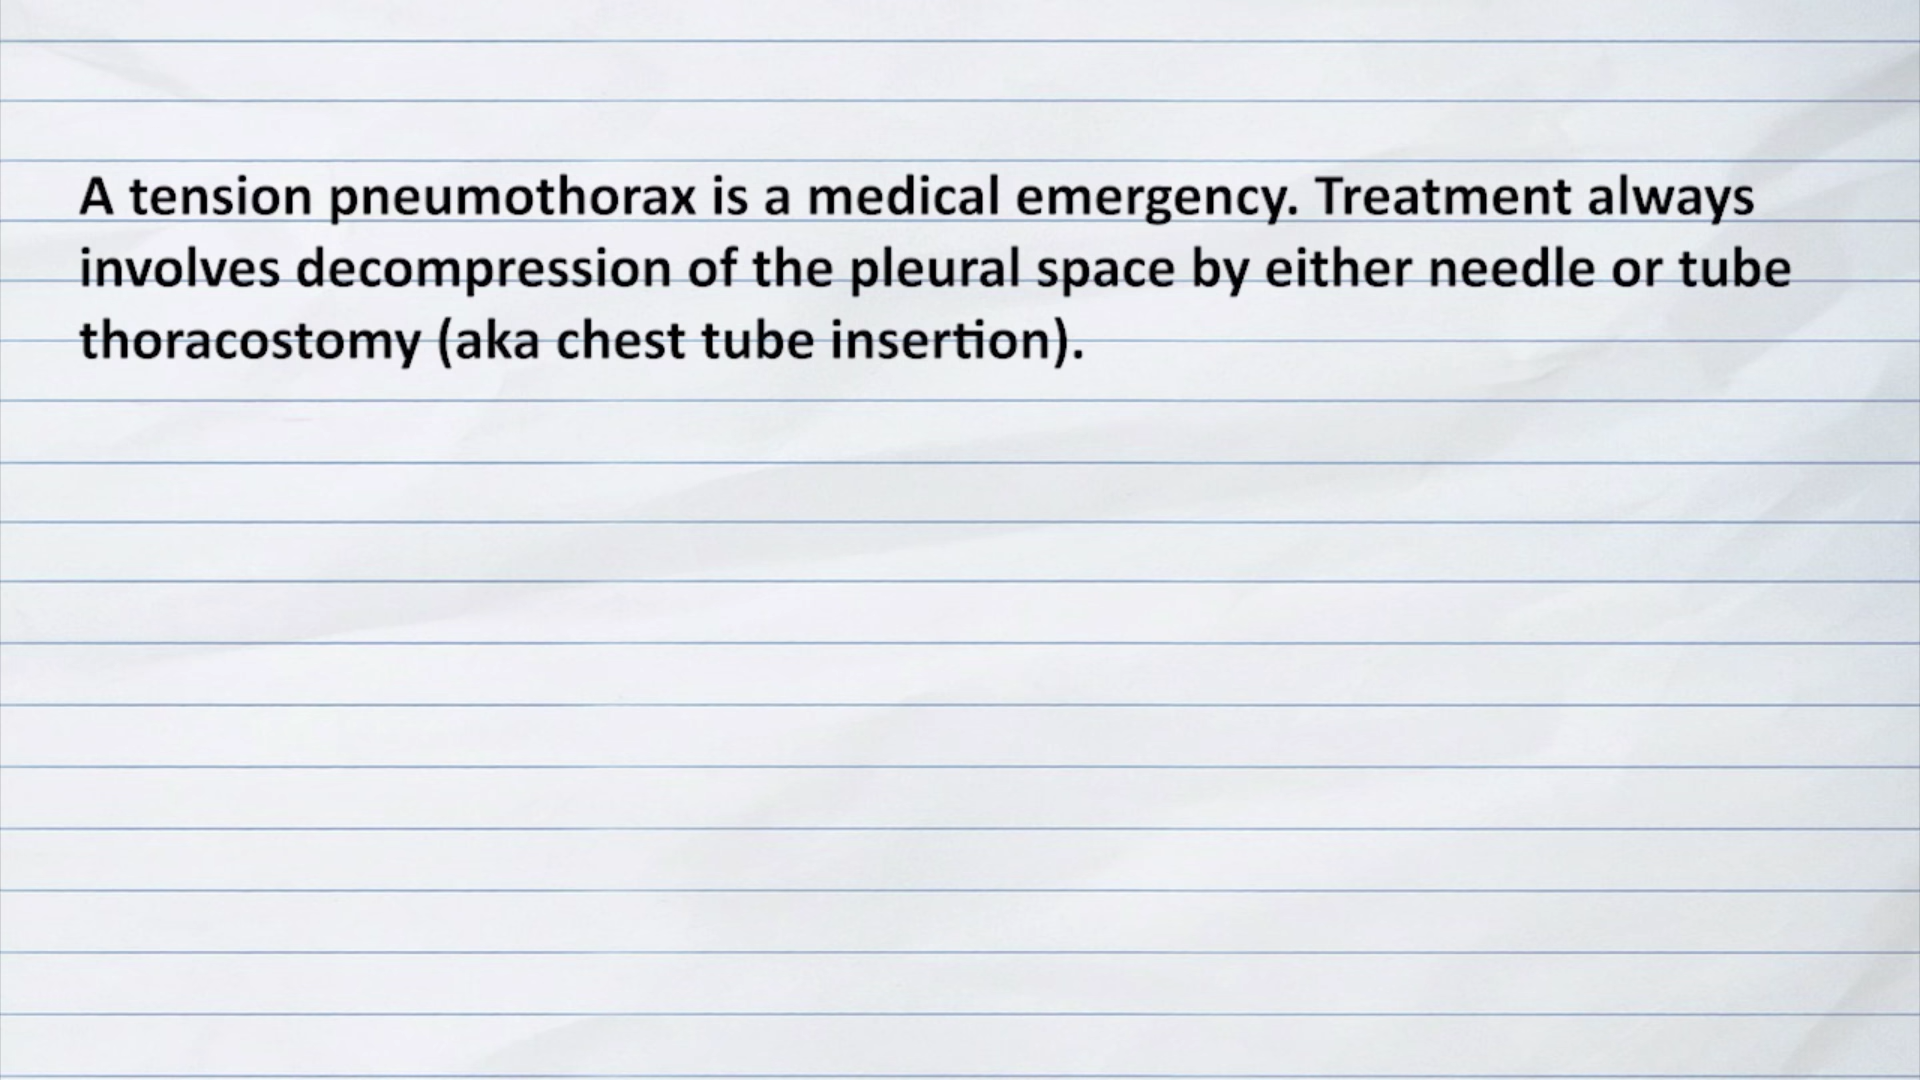 A tension pneumothorax is a medical emergency. Treatment always
involves decompression of the pleural space by either needle or tube
thoracostomy (aka chest tube insertion).